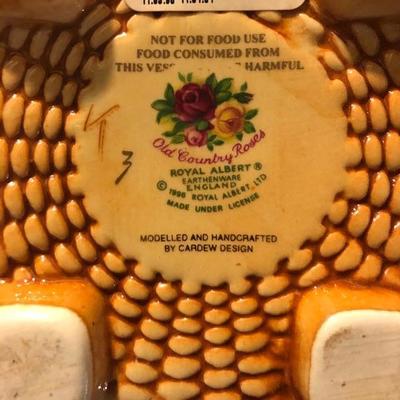 NOT FOR FOOD USE
FOOD CONSUMED FROM
THIS HARMFUL
Old Country Roses
ROYAL ALBERT ®
EARTHENWARE
ENGLAND
© 1996 ROYAL ALBERT, LTD
MADE UNDER LICENSE
3
MODELLED AND HANDCRAFTED
BY CARDEW DESIGN